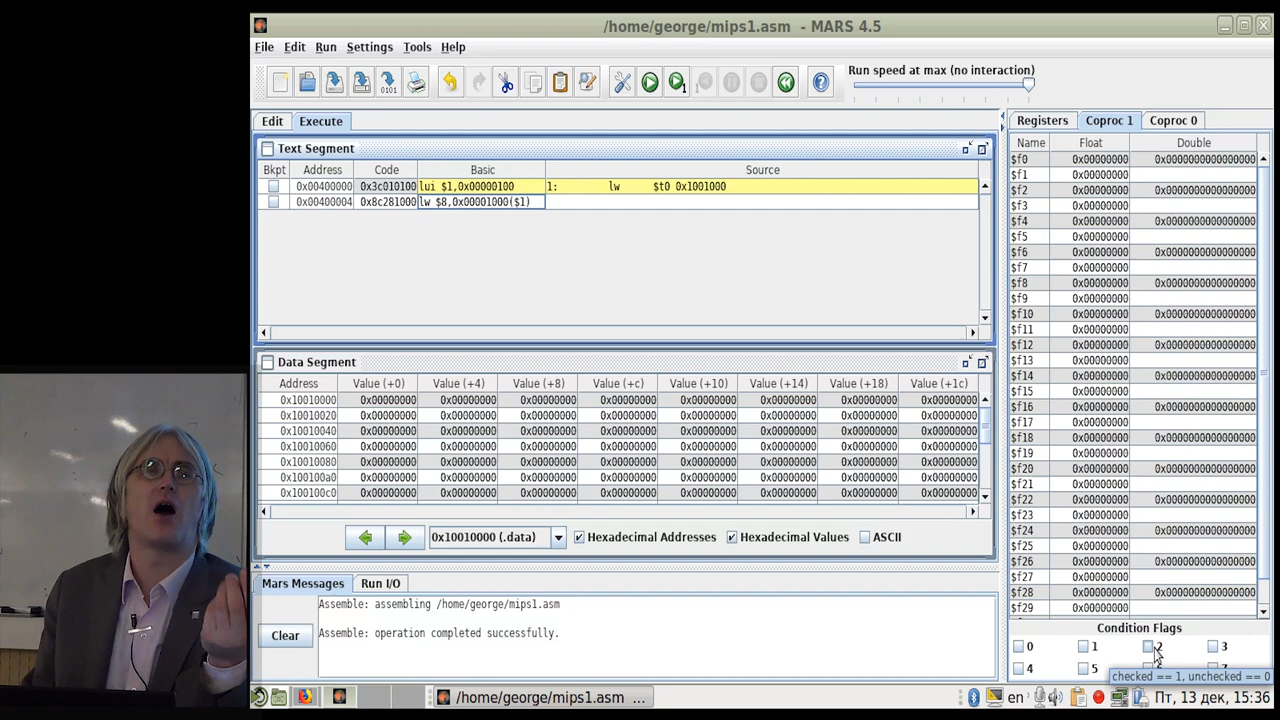 /home/george/mips1.asm - MARS 4.5
File Edit Run Settings Tools Help
Run speed at max (no interaction)
Edit Execute
Registers Coproc 1 Coproc 0
Text Segment
Bkpt Address Code Basic Source
0x00400000 0x3c010100 lui $1,0x00000100 1: lw $t0 0x1001000
0x00400004 0x8c281000 lw $8,0x00001000($1)
Data Segment
Address Value (+0) Value (+4) Value (+8) Value (+c) Value (+10) Value (+14) Value (+18) Value (+1c)
0x10010000 0x00000000 0x00000000 0x00000000 0x00000000 0x00000000 0x00000000 0x00000000 0x00000000
0x10010020 0x00000000 0x00000000 0x00000000 0x00000000 0x00000000 0x00000000 0x00000000 0x00000000
0x10010040 0x00000000 0x00000000 0x00000000 0x00000000 0x00000000 0x00000000 0x00000000 0x00000000
0x10010060 0x00000000 0x00000000 0x00000000 0x00000000 0x00000000 0x00000000 0x00000000 0x00000000
0x10010080 0x00000000 0x00000000 0x00000000 0x00000000 0x00000000 0x00000000 0x00000000 0x00000000
0x100100a0 0x00000000 0x00000000 0x00000000 0x00000000 0x00000000 0x00000000 0x00000000 0x00000000
0x100100c0 0x00000000 0x00000000 0x00000000 0x00000000 0x00000000 0x00000000 0x00000000 0x00000000
0x10010000 (.data) Hexadecimal Addresses Hexadecimal Values ASCII
Mars Messages Run I/O
Assemble: assembling /home/george/mips1.asm
Assemble: operation completed successfully.
Clear
Name Float Double
$f0 0x00000000 0x0000000000000000
$f1 0x00000000
$f2 0x00000000 0x0000000000000000
$f3 0x00000000
$f4 0x00000000 0x0000000000000000
$f5 0x00000000
$f6 0x00000000 0x0000000000000000
$f7 0x00000000
$f8 0x00000000 0x0000000000000000
$f9 0x00000000
$f10 0x00000000 0x0000000000000000
$f11 0x00000000
$f12 0x00000000 0x0000000000000000
$f13 0x00000000
$f14 0x00000000 0x0000000000000000
$f15 0x00000000
$f16 0x00000000 0x0000000000000000
$f17 0x00000000
$f18 0x00000000 0x0000000000000000
$f19 0x00000000
$f20 0x00000000 0x0000000000000000
$f21 0x00000000
$f22 0x00000000 0x0000000000000000
$f23 0x00000000
$f24 0x00000000 0x0000000000000000
$f25 0x00000000
$f26 0x00000000 0x0000000000000000
$f27 0x00000000
$f28 0x00000000 0x0000000000000000
$f29 0x00000000
Condition Flags
0 1 2 3
4 5
checked == 1, unchecked == 0
/home/george/mips1.asm ... en Пт, 13 дек, 15:36